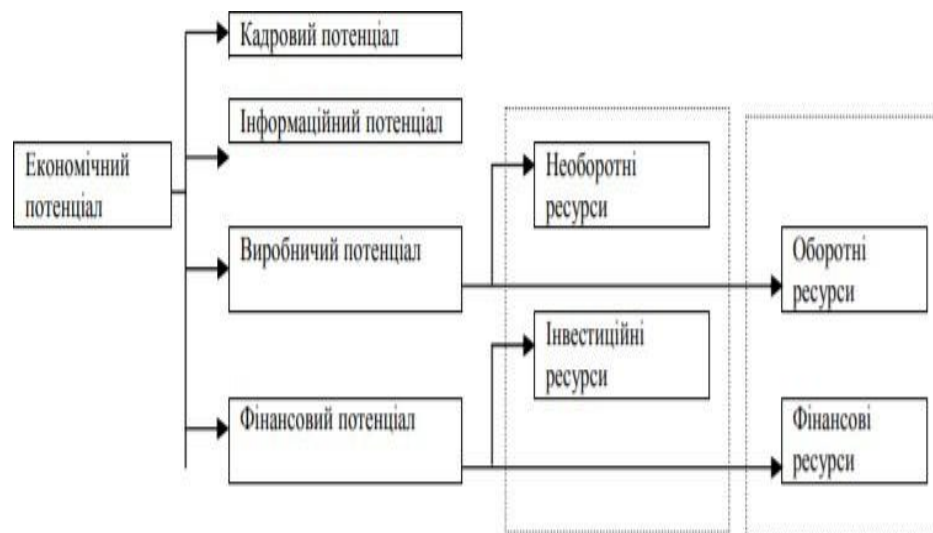 Кадровий потенціал
Інформаційний потенціал
Економічний
потенціал
Необоротні
ресурси
Виробничий потенціал
Оборотні
ресурси
Інвестиційні
ресурси
Фінансовий потенціал
Фінансові
ресурси